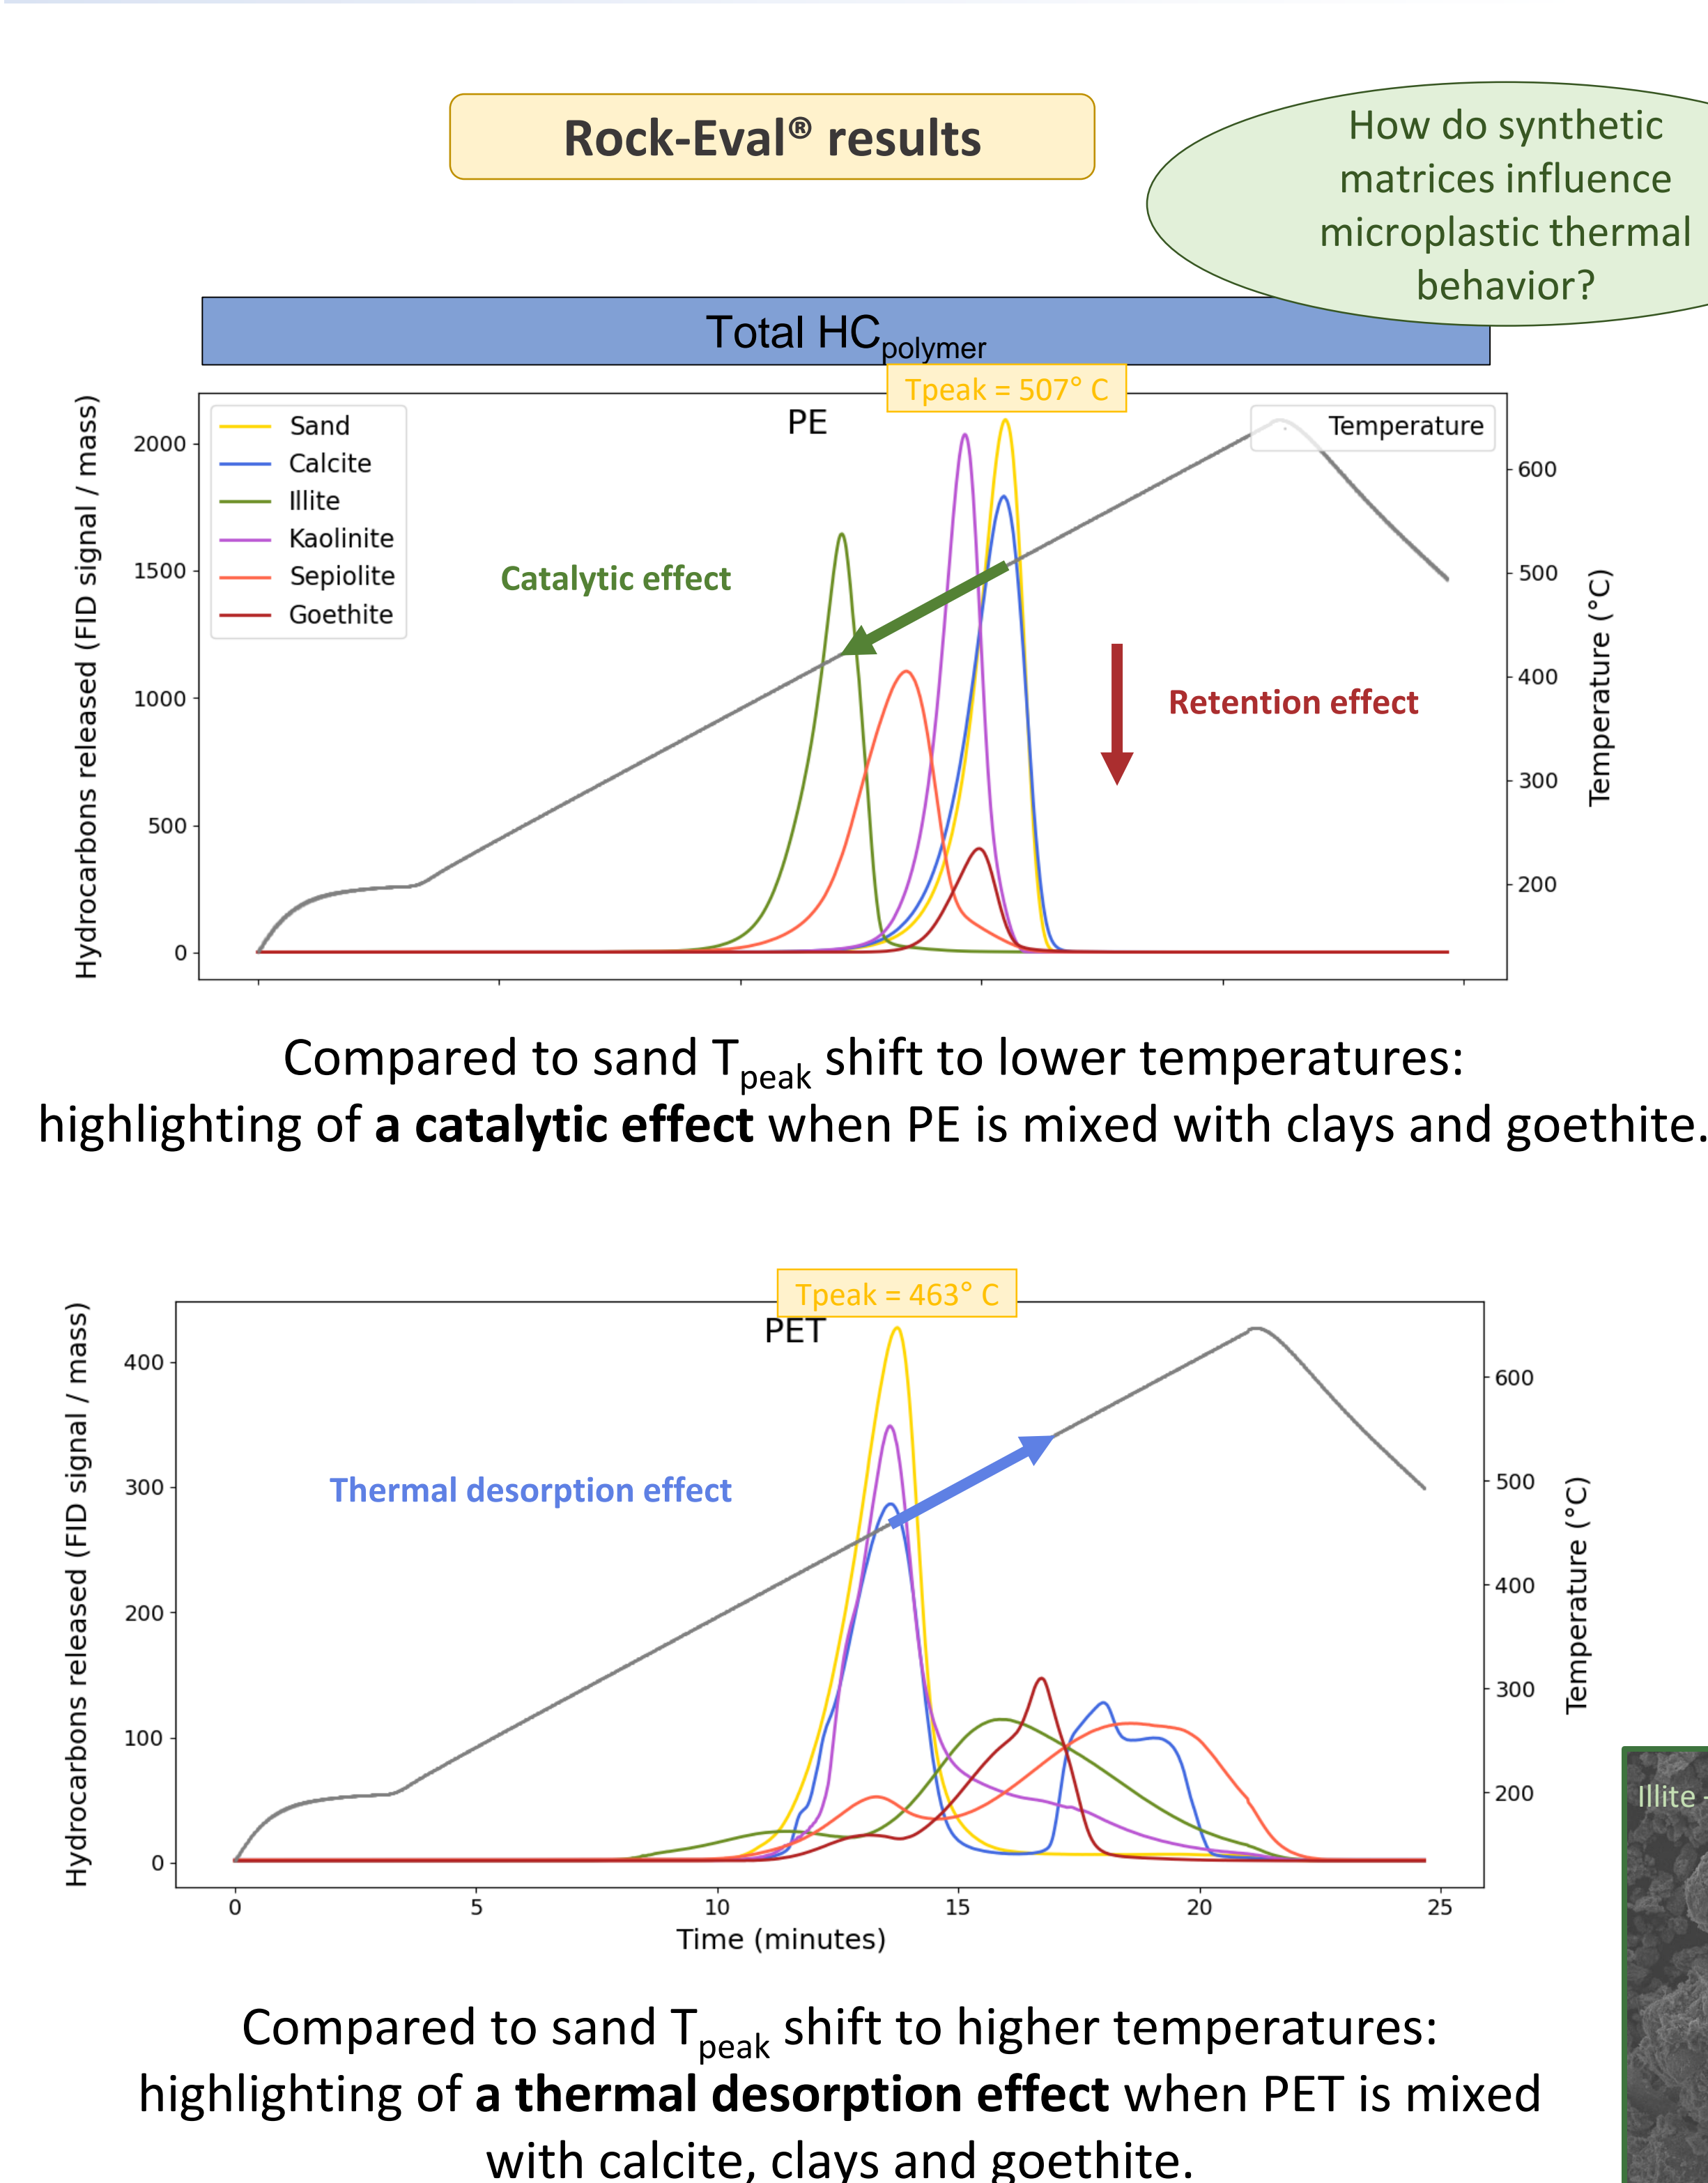 Rock-Eval® results
How do synthetic
matrices influence
microplastic thermal
behavior?
Total HCpolymer
Tpeak = 507° C
PE
Sand
Calcite
Illite
Kaolinite
Sepiolite
Goethite
Temperature
Catalytic effect
Retention effect
Hydrocarbons released (FID signal / mass)
2000
1500
1000
500
0
600
500
400
300
200
Temperature (°C)
Compared to sand Tpeak shift to lower temperatures:
highlighting of a catalytic effect when PE is mixed with clays and goethite.
Tpeak = 463° C
PET
Thermal desorption effect
Hydrocarbons released (FID signal / mass)
400
300
200
100
0
600
500
400
300
200
Temperature (°C)
0 5 10 15 20 25
Time (minutes)
Illite -
Compared to sand Tpeak shift to higher temperatures:
highlighting of a thermal desorption effect when PET is mixed
with calcite, clays and goethite.